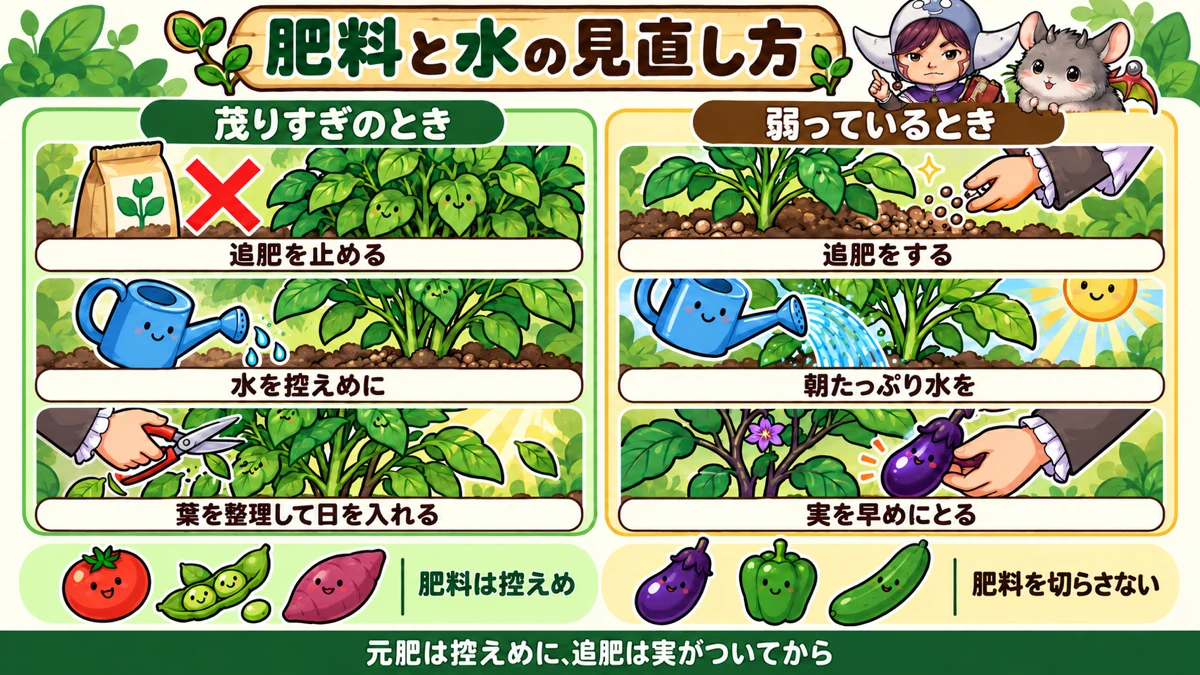 肥料と水の見直し方
茂りすぎのとき
追肥を止める
水を控えめに
葉を整理して日を入れる
弱っているとき
追肥をする
朝たっぷり水を
実を早めにとる
肥料は控えめ
肥料を切らさない
元肥は控えめに、追肥は実がついてから